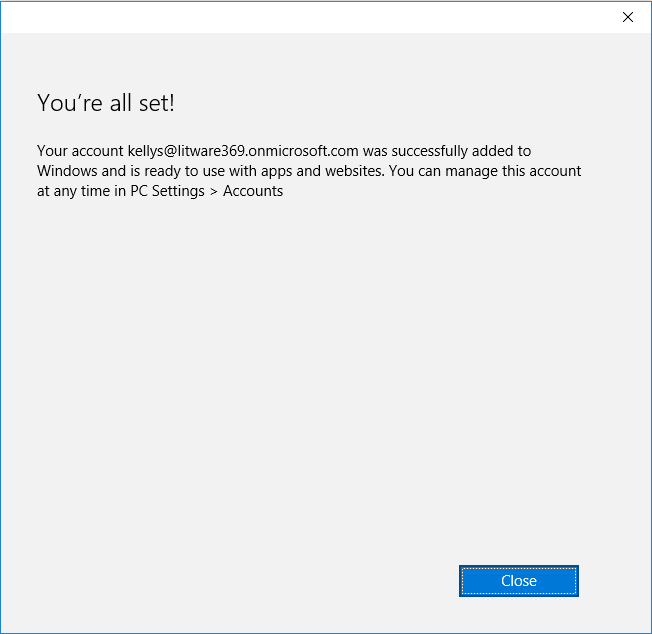 You’re all set!
Your account kellys@litware369.onmicrosoft.com was successfully added to
Windows and is ready to use with apps and websites. You can manage this account
at any time in PC Settings > Accounts
Close